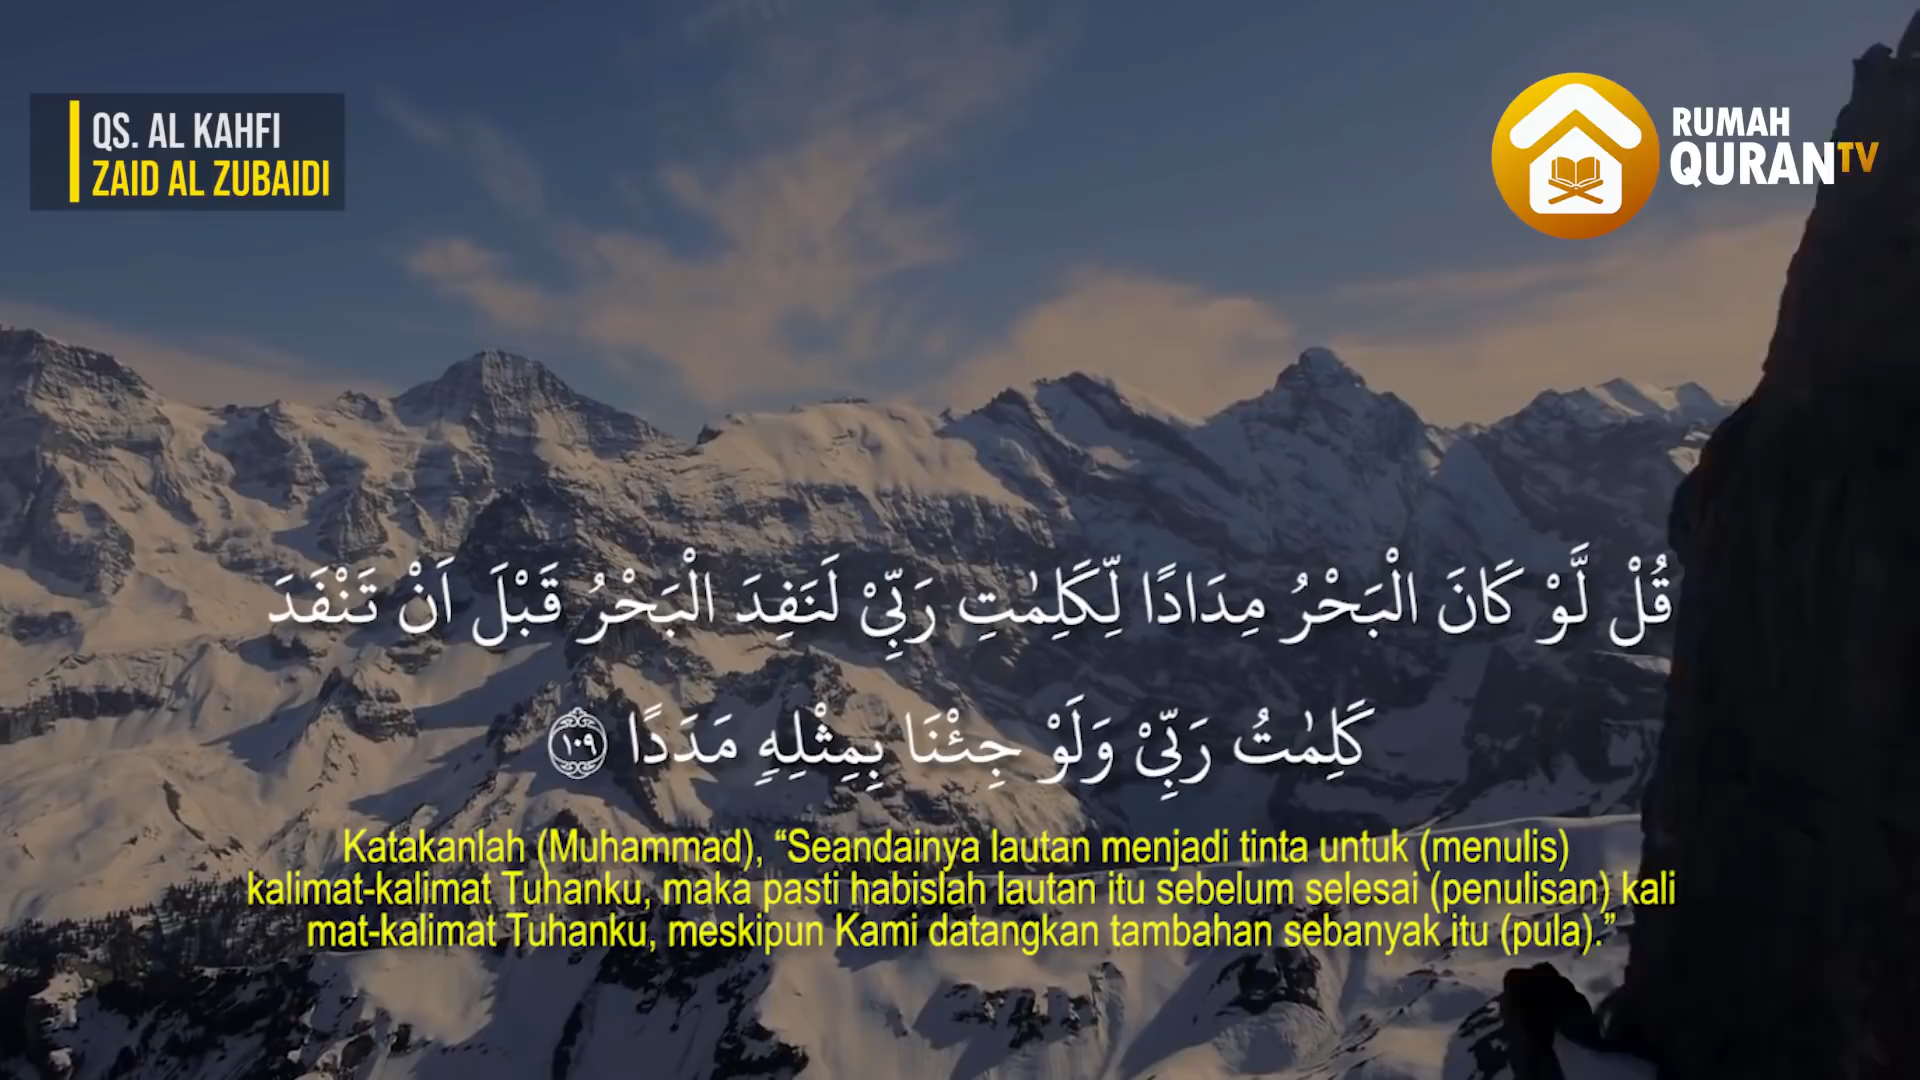 QS. AL KAHFI
ZAID AL ZUBAIDI
RUMAH
QURANTV
قُلْ لَّوْ كَانَ الْبَحْرُ مِدَادًا لِّكَلِمٰتِ رَبِّيْ لَنَفِدَ الْبَحْرُ قَبْلَ اَنْ تَنْفَدَ
كَلِمٰتُ رَبِّيْ وَلَوْ جِئْنَا بِمِثْلِهٖ مَدَدًا ١٠٩
Katakanlah (Muhammad), “Seandainya lautan menjadi tinta untuk (menulis)
kalimat-kalimat Tuhanku, maka pasti habislah lautan itu sebelum selesai (penulisan) kali
mat-kalimat Tuhanku, meskipun Kami datangkan tambahan sebanyak itu (pula).”